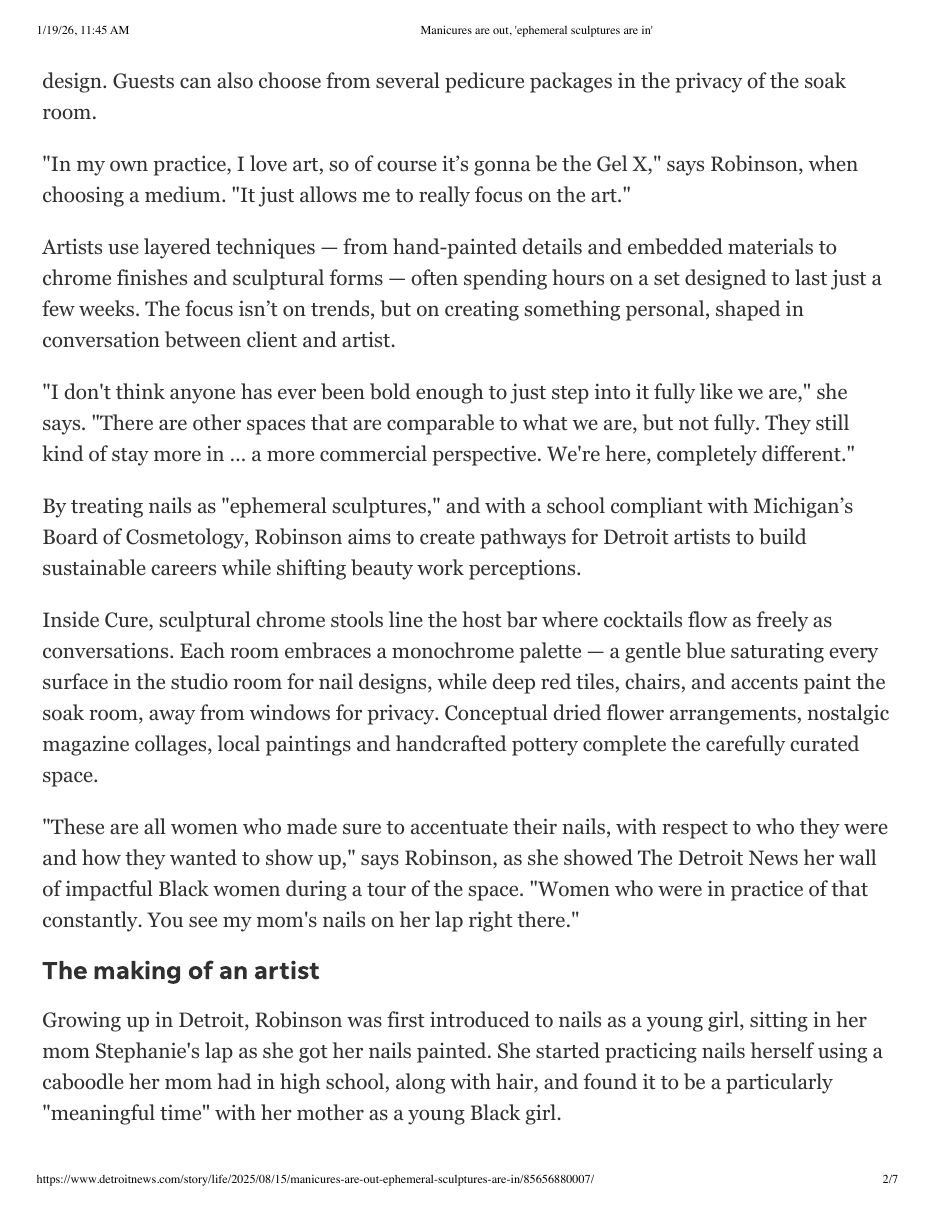 1/19/26, 11:45 AM
Manicures are out, 'ephemeral sculptures are in'
design. Guests can also choose from several pedicure packages in the privacy of the soak
room.
"In my own practice, I love art, so of course it’s gonna be the Gel X," says Robinson, when
choosing a medium. "It just allows me to really focus on the art."
Artists use layered techniques — from hand-painted details and embedded materials to
chrome finishes and sculptural forms — often spending hours on a set designed to last just a
few weeks. The focus isn’t on trends, but on creating something personal, shaped in
conversation between client and artist.
"I don't think anyone has ever been bold enough to just step into it fully like we are," she
says. "There are other spaces that are comparable to what we are, but not fully. They still
kind of stay more in ... a more commercial perspective. We're here, completely different."
By treating nails as "ephemeral sculptures," and with a school compliant with Michigan’s
Board of Cosmetology, Robinson aims to create pathways for Detroit artists to build
sustainable careers while shifting beauty work perceptions.
Inside Cure, sculptural chrome stools line the host bar where cocktails flow as freely as
conversations. Each room embraces a monochrome palette — a gentle blue saturating every
surface in the studio room for nail designs, while deep red tiles, chairs, and accents paint the
soak room, away from windows for privacy. Conceptual dried flower arrangements, nostalgic
magazine collages, local paintings and handcrafted pottery complete the carefully curated
space.
"These are all women who made sure to accentuate their nails, with respect to who they were
and how they wanted to show up," says Robinson, as she showed The Detroit News her wall
of impactful Black women during a tour of the space. "Women who were in practice of that
constantly. You see my mom's nails on her lap right there."
The making of an artist
Growing up in Detroit, Robinson was first introduced to nails as a young girl, sitting in her
mom Stephanie's lap as she got her nails painted. She started practicing nails herself using a
caboodle her mom had in high school, along with hair, and found it to be a particularly
"meaningful time" with her mother as a young Black girl.
https://www.detroitnews.com/story/life/2025/08/15/manicures-are-out-ephemeral-sculptures-are-in/85656880007/
2/7